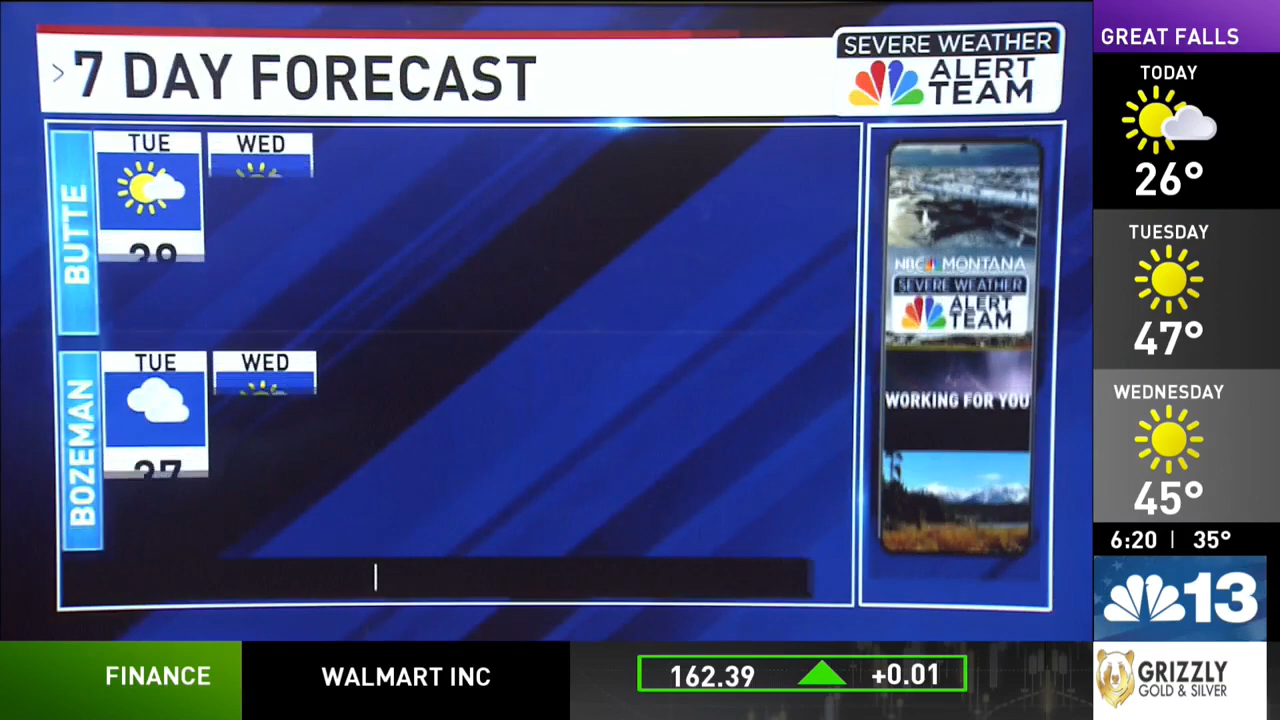 > 7 DAY FORECAST
SEVERE WEATHER
ALERT
TEAM
BUTTE
TUE
WED
BOZEMAN
TUE
WED
NBC MONTANA
SEVERE WEATHER
ALERT
TEAM
WORKING FOR YOU
GREAT FALLS
TODAY
26°
TUESDAY
47°
WEDNESDAY
45°
6:20 | 35°
13
GRIZZLY
GOLD & SILVER
FINANCE
WALMART INC
162.39
+0.01